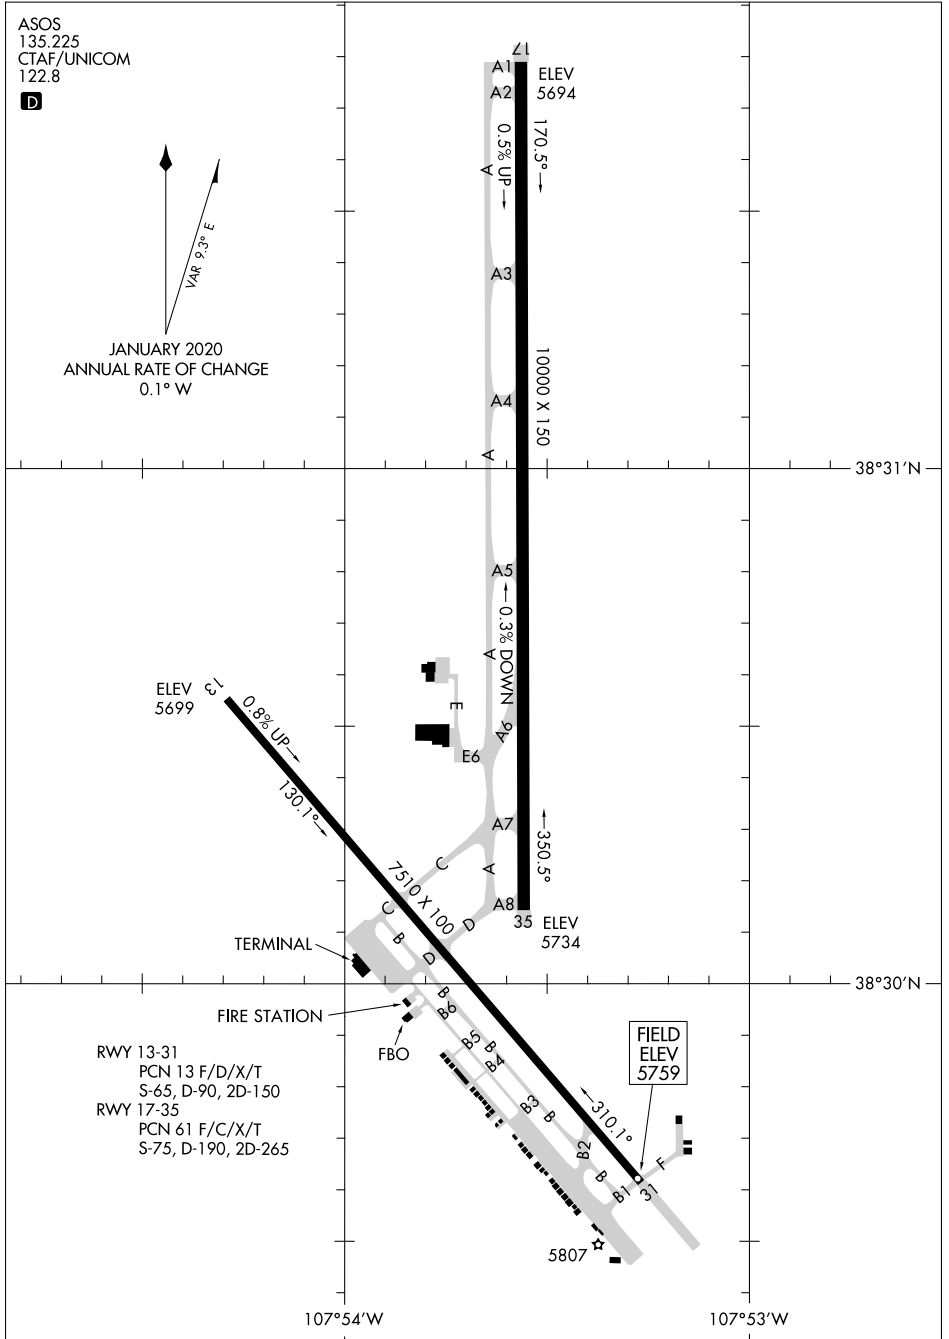 ASOS
135.225
CTAF/UNICOM
122.8
D
VAR 9.3° E
JANUARY 2020
ANNUAL RATE OF CHANGE
0.1° W
17
A1
ELEV
5694
A2
0.5% UP
170.5°
A
A3
10000 X 150
A4
A
38°31'N
A5
0.3% DOWN
A
ELEV
5699
13
0.8% UP
130.1°
E
A6
E6
A7
350.5°
C
A
7510 X 100
A8
35
ELEV
5734
C
B
D
D
TERMINAL
38°30'N
B
B6
FIRE STATION
FBO
B5
B
B4
FIELD
ELEV
5759
RWY 13-31
PCN 13 F/D/X/T
S-65, D-90, 2D-150
RWY 17-35
PCN 61 F/C/X/T
S-75, D-190, 2D-265
B3
B
310.1°
B2
B
F
B1
31
5807
107°54'W
107°53'W